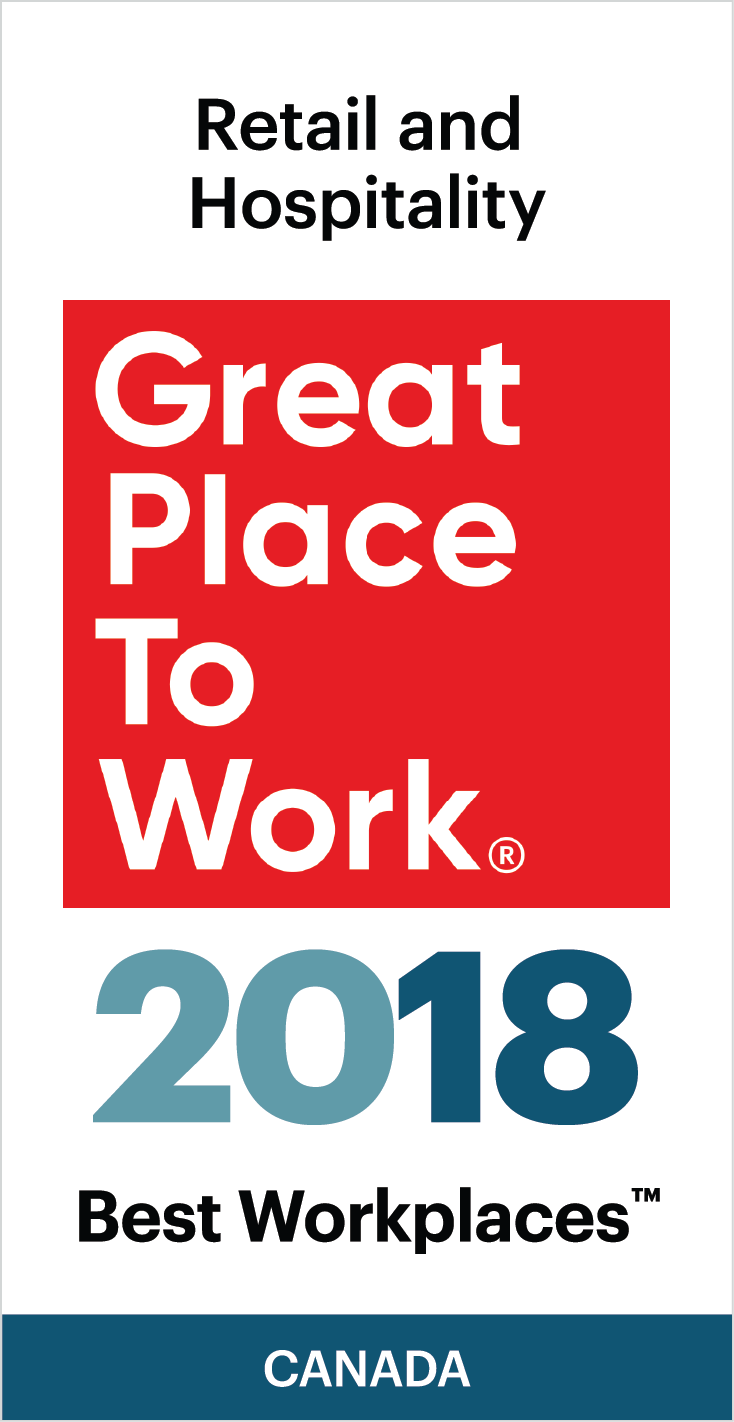 Retail and
Hospitality
Great
Place
To
Work®
2018
Best Workplaces™
CANADA